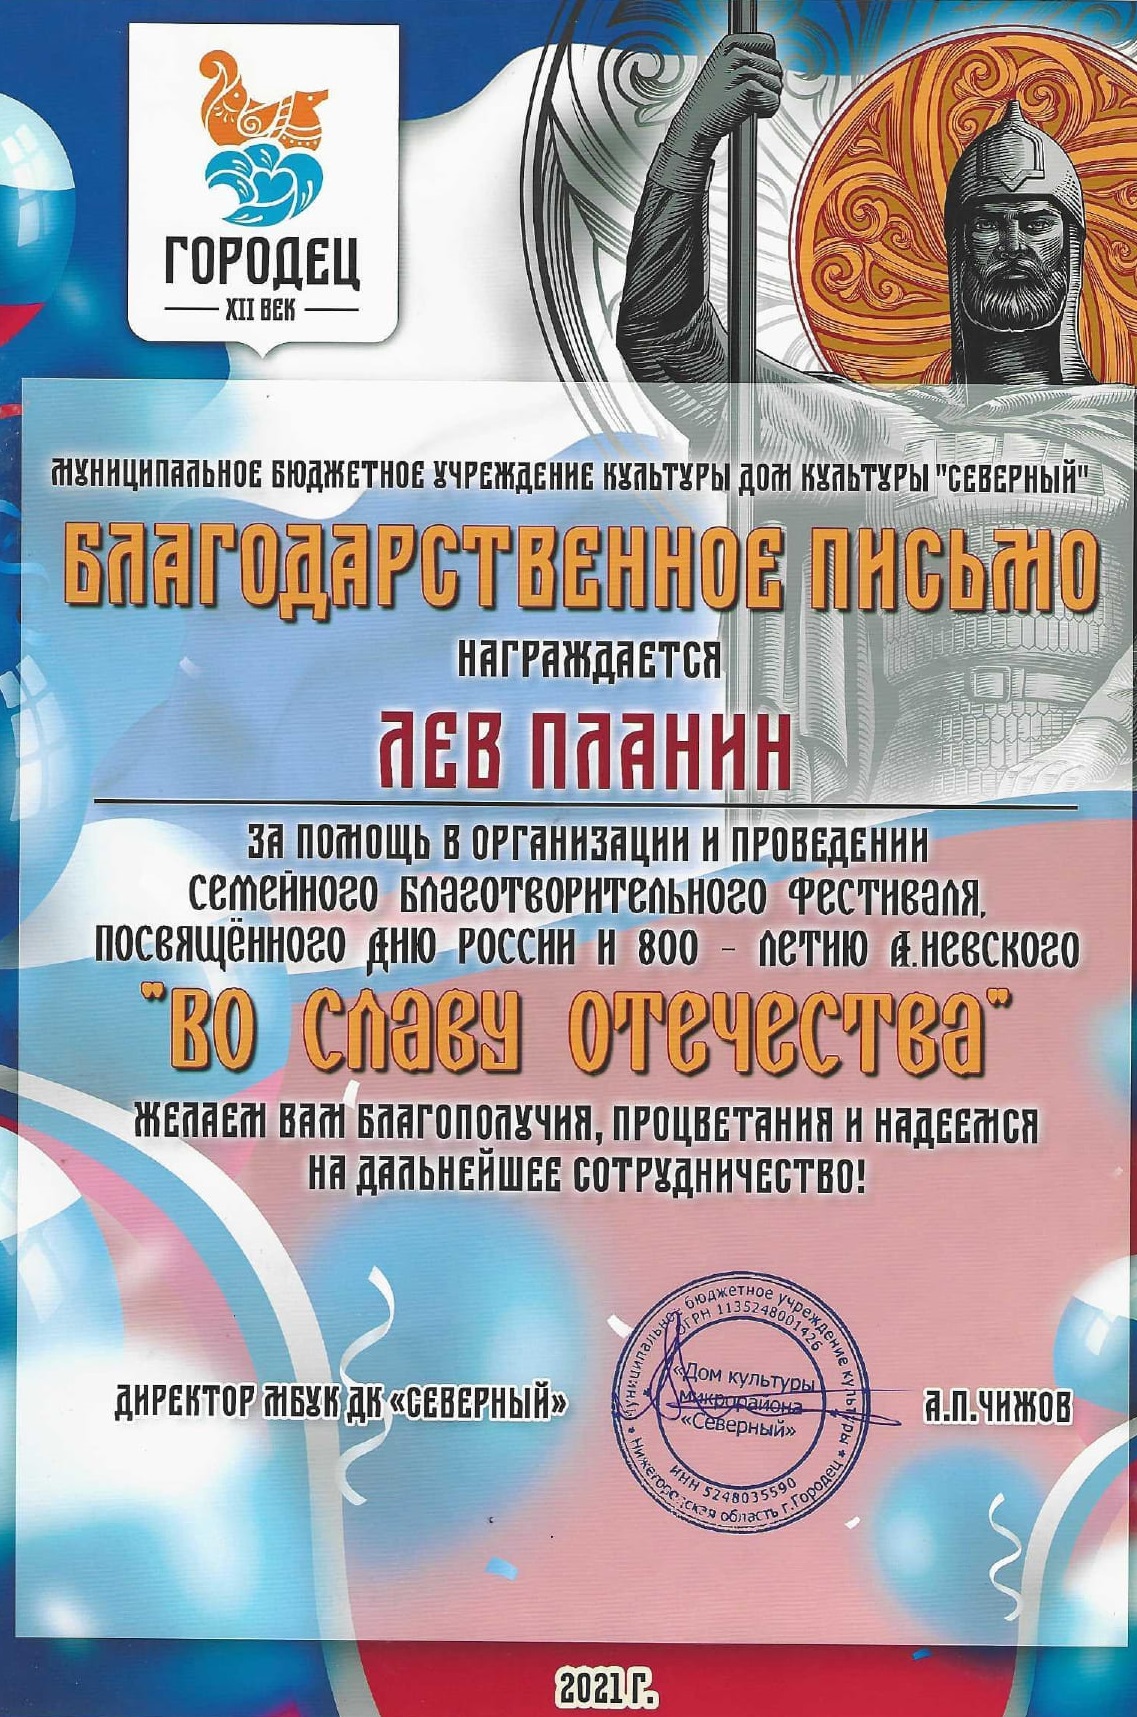 ГОРОДЕЦ
XII ВЕК
МУНИЦИПАЛЬНОЕ БЮДЖЕТНОЕ УЧРЕЖДЕНИЕ КУЛЬТУРЫ ДОМ КУЛЬТУРЫ "СЕВЕРНЫЙ"
БЛАГОДАРСТВЕННОЕ ПИСЬМО
НАГРАЖДАЕТСЯ
ЛЕВ ПЛАНИН
ЗА ПОМОЩЬ В ОРГАНИЗАЦИИ И ПРОВЕДЕНИИ
СЕМЕЙНОГО БЛАГОТВОРИТЕЛЬНОГО ФЕСТИВАЛЯ,
ПОСВЯЩЁННОГО ДНЮ РОССИИ И 800 - ЛЕТИЮ А.НЕВСКОГО
"ВО СЛАВУ ОТЕЧЕСТВА"
ЖЕЛАЕМ ВАМ БЛАГОПОЛУЧИЯ, ПРОЦВЕТАНИЯ И НАДЕЕМСЯ
НА ДАЛЬНЕЙШЕЕ СОТРУДНИЧЕСТВО!
Муниципальное бюджетное учреждение культуры
ОГРН 1135248001426
«Дом культуры
микрорайона
«Северный»
ИНН 5248035590
* Нижегородская область г.Городец *
ДИРЕКТОР МБУК ДК «СЕВЕРНЫЙ»
А.П.ЧИЖОВ
2021 Г.